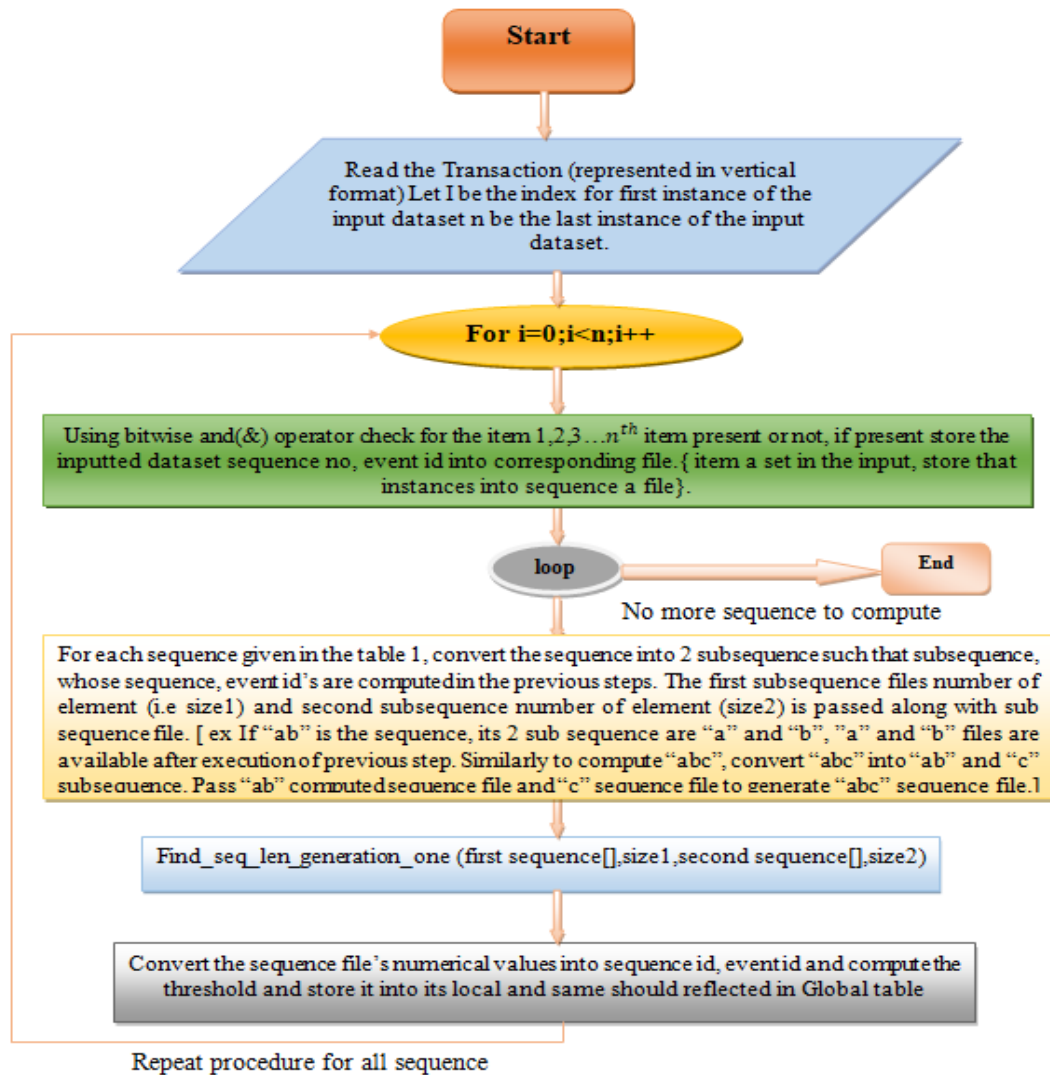 Start
Read the Transaction (represented in vertical
format) Let I be the index for first instance of the
input dataset n be the last instance of the input
dataset.
For i=0;i<n;i++
Using bitwise and(&) operator check for the item 1,2,3…nᵗʰ item present or not, if present store the
inputted dataset sequence no, event id into corresponding file.{ item a set in the input, store that
instances into sequence a file}.
loop
End
No more sequence to compute
For each sequence given in the table 1, convert the sequence into 2 subsequence such that subsequence,
whose sequence, event id’s are computed in the previous steps. The first subsequence files number of
element (i.e size1) and second subsequence number of element (size2) is passed along with sub
sequence file. [ ex If “ab” is the sequence, its 2 sub sequence are “a” and “b”, ”a” and “b” files are
available after execution of previous step. Similarly to compute “abc”, convert “abc” into “ab” and “c”
subsequence. Pass “ab” computed sequence file and “c” sequence file to generate “abc” sequence file.]
Find_seq_len_generation_one (first sequence[],size1,second sequence[],size2)
Convert the sequence file’s numerical values into sequence id, event id and compute the
threshold and store it into its local and same should reflected in Global table
Repeat procedure for all sequence